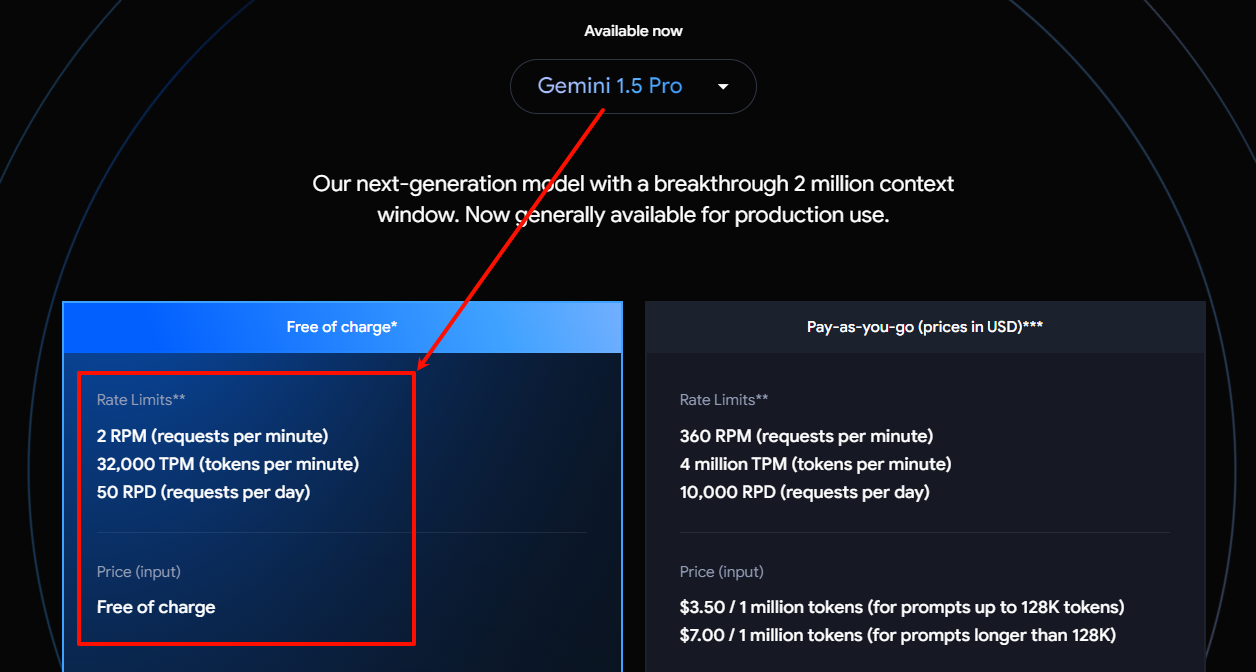 Available now
Gemini 1.5 Pro
Our next-generation model with a breakthrough 2 million context
window. Now generally available for production use.
Free of charge*
Rate Limits**
2 RPM (requests per minute)
32,000 TPM (tokens per minute)
50 RPD (requests per day)
Price (input)
Free of charge
Pay-as-you-go (prices in USD)***
Rate Limits**
360 RPM (requests per minute)
4 million TPM (tokens per minute)
10,000 RPD (requests per day)
Price (input)
$3.50 / 1 million tokens (for prompts up to 128K tokens)
$7.00 / 1 million tokens (for prompts longer than 128K)